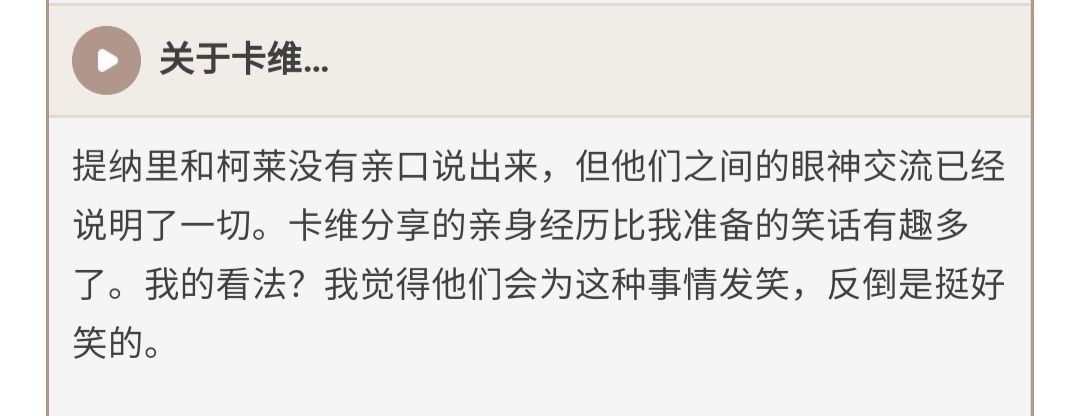 关于卡维...
提纳里和柯莱没有亲口说出来，但他们之间的眼神交流已经
说明了一切。卡维分享的亲身经历比我准备的笑话有趣多
了。我的看法？我觉得他们会为这种事情发笑，反倒是挺好
笑的。